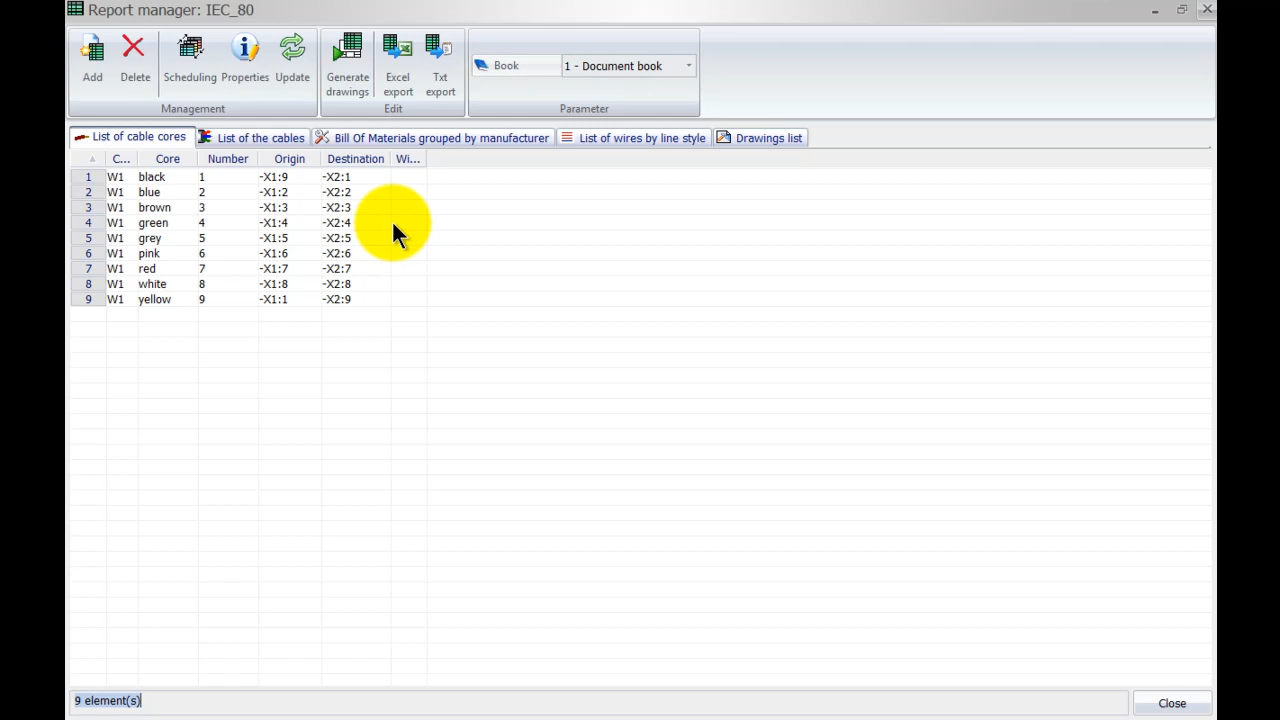 Report manager: IEC_80
Add Delete Scheduling Properties Update Generate drawings Excel export Txt export Book 1 - Document book
Management Edit Parameter
List of cable cores List of the cables Bill Of Materials grouped by manufacturer List of wires by line style Drawings list
C... Core Number Origin Destination Wi...
1 W1 black 1 -X1:9 -X2:1
2 W1 blue 2 -X1:2 -X2:2
3 W1 brown 3 -X1:3 -X2:3
4 W1 green 4 -X1:4 -X2:4
5 W1 grey 5 -X1:5 -X2:5
6 W1 pink 6 -X1:6 -X2:6
7 W1 red 7 -X1:7 -X2:7
8 W1 white 8 -X1:8 -X2:8
9 W1 yellow 9 -X1:1 -X2:9
9 element(s) Close